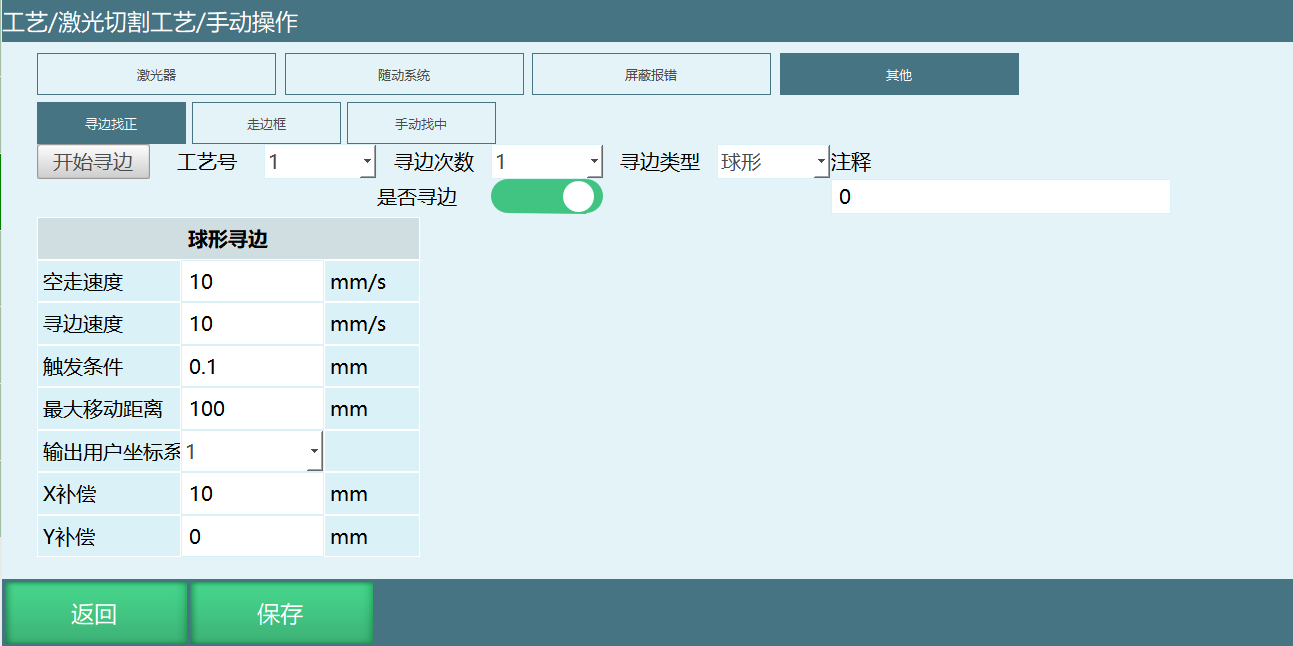 工艺/激光切割工艺/手动操作
激光器 随动系统 屏蔽报错 其他
寻边找正 走边框 手动找中
开始寻边 工艺号 1 寻边次数 1 寻边类型 球形 注释
是否寻边 0
球形寻边
空走速度 10 mm/s
寻边速度 10 mm/s
触发条件 0.1 mm
最大移动距离 100 mm
输出用户坐标系 1
X补偿 10 mm
Y补偿 0 mm
返回 保存